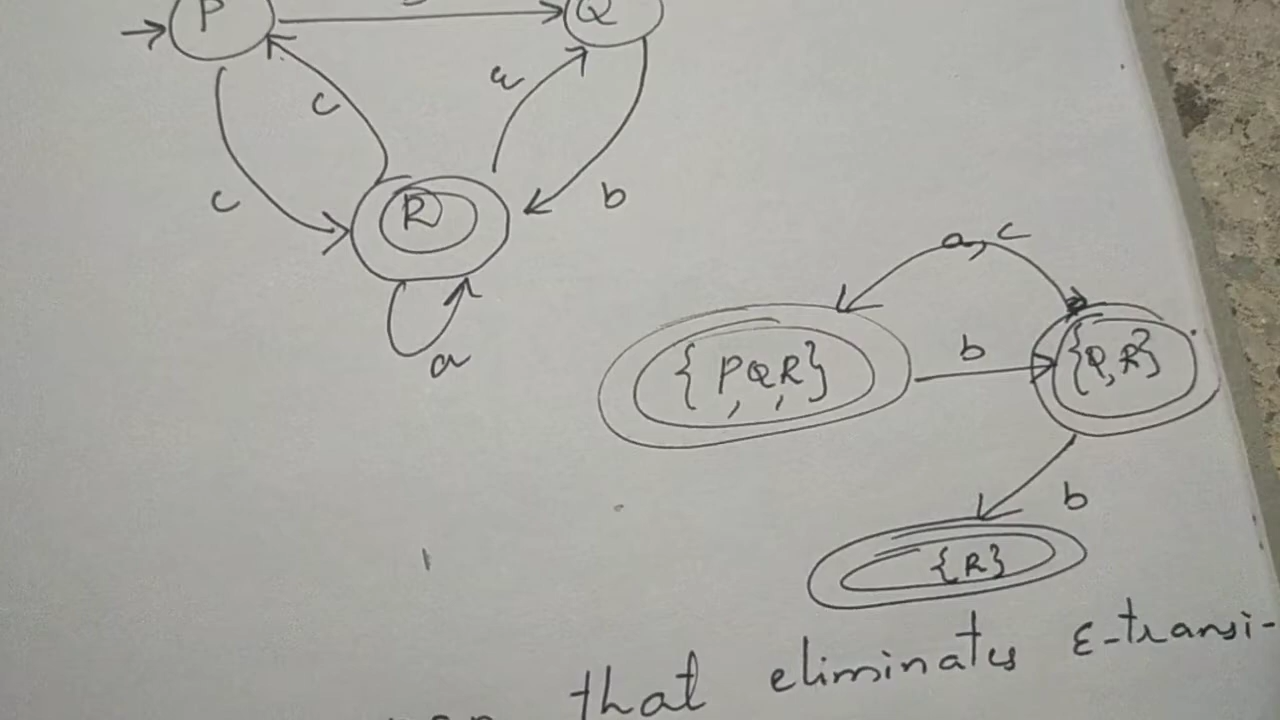 P
Q
c
ε
c
b
R
a, c
a
b
{P,Q,R}
{Q,R}
b
{R}
that eliminates ε-transi-